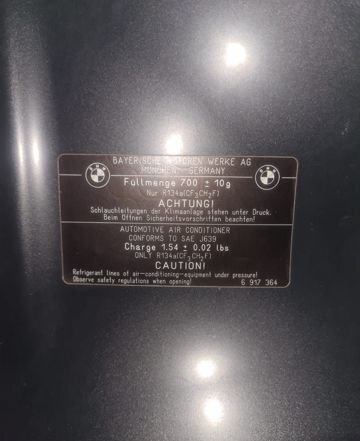 BAYERISCHE MOTOREN WERKE AG
MÜNCHEN GERMANY
Füllmenge 700 ± 10g
Nur R134a(CF₃CH₂F)
ACHTUNG!
Schlauchleitungen der Klimaanlage stehen unter Druck.
Beim Öffnen Sicherheitsvorschriften beachten!
AUTOMOTIVE AIR CONDITIONER
CONFORMS TO SAE J639
Charge 1.54 ± 0.02 lbs
ONLY R134a(CF₃CH₂F)
CAUTION!
Refrigerant lines of air-conditioning-equipment under pressure!
Observe safety regulations when opening!
6 917 364